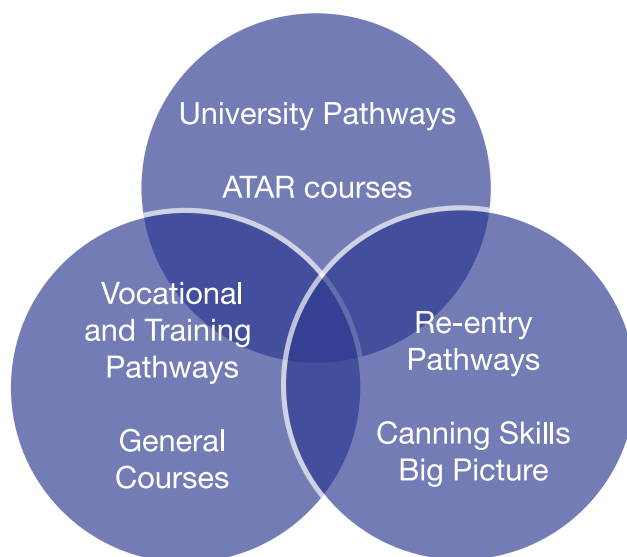 University Pathways
ATAR courses
Vocational
and Training
Pathways
General
Courses
Re-entry
Pathways
Canning Skills
Big Picture